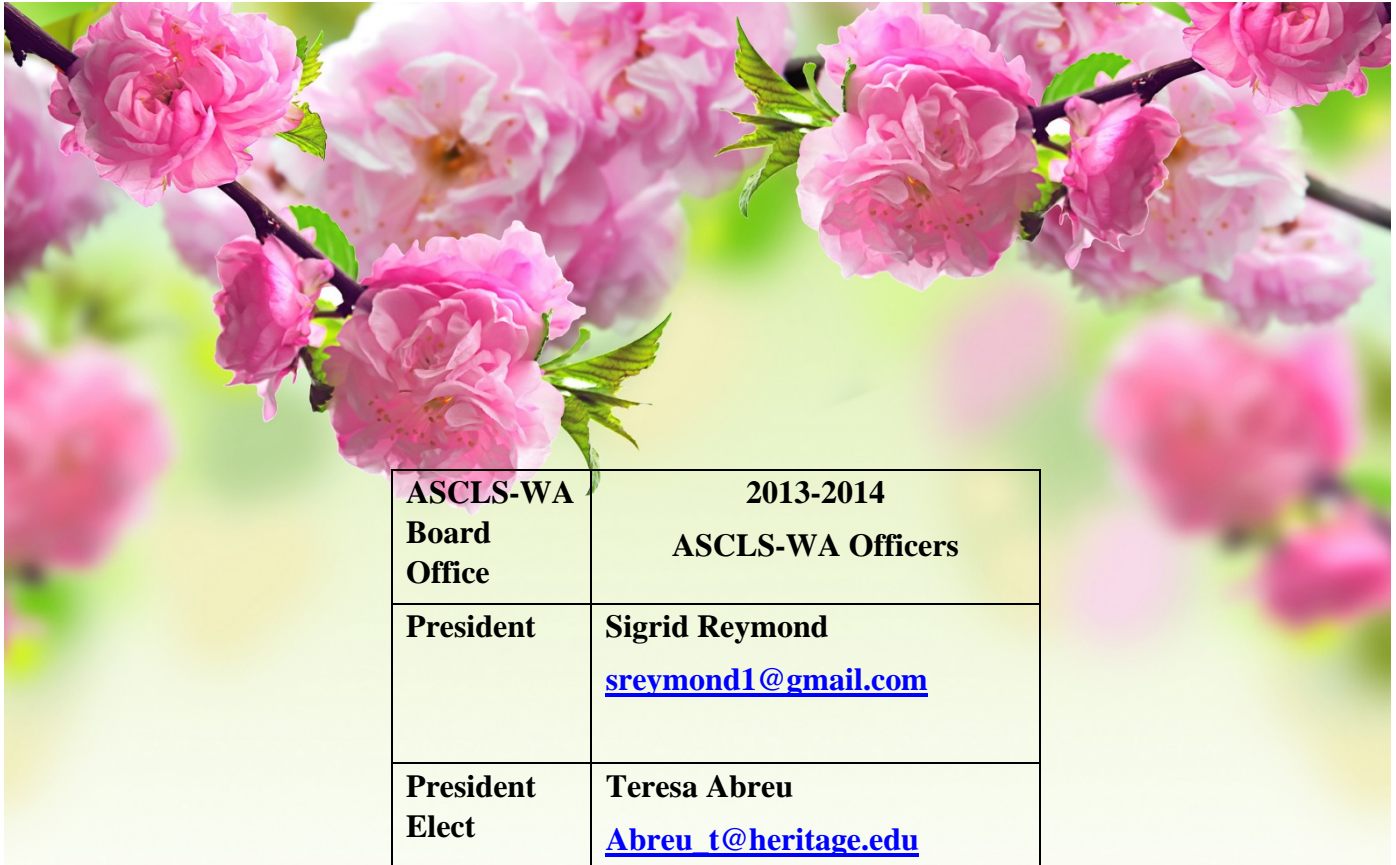 ASCLS-WA
Board
Office
2013-2014
ASCLS-WA Officers
President
Sigrid Reymond
sreymond1@gmail.com
President
Elect
Teresa Abreu
Abreu_t@heritage.edu